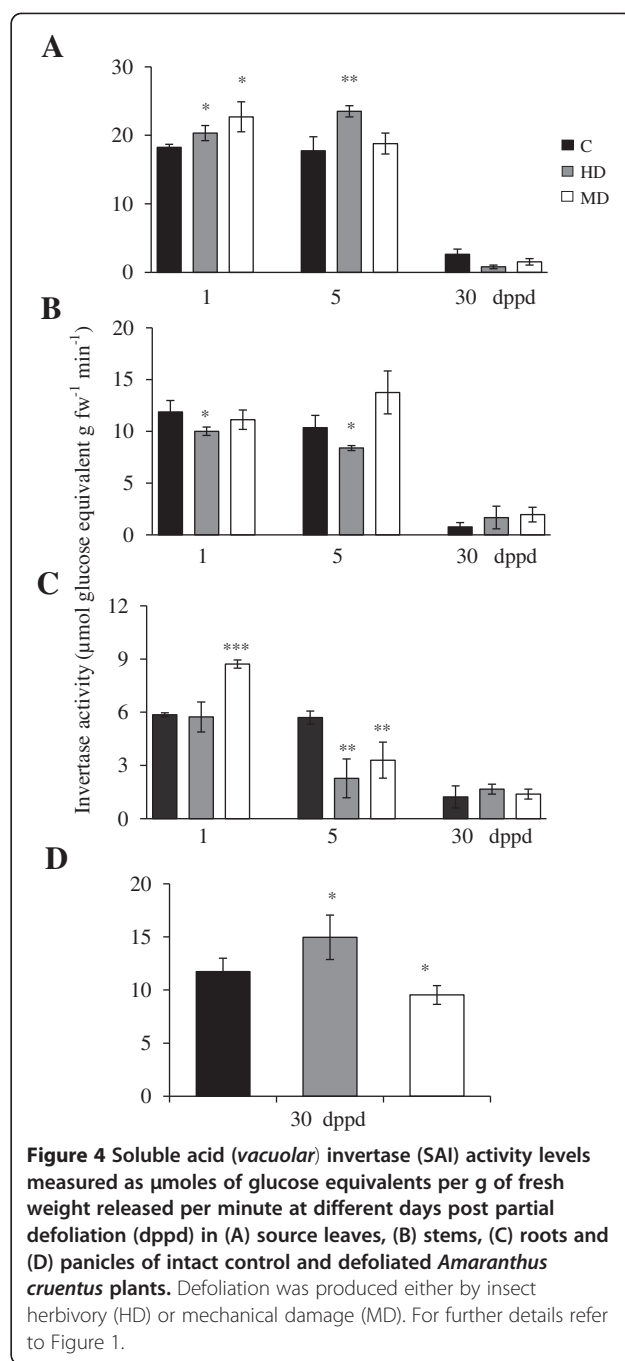 A
30
20
10
0
* * **
C
HD
MD
1 5 30 dppd
B
20
15
10
5
0
* *
1 5 30 dppd
Invertase activity (µmol glucose equivalent g fw⁻¹ min⁻¹)
C
12
9
6
3
0
*** ** **
1 5 30 dppd
D
20
15
10
5
0
* *
30 dppd
Figure 4 Soluble acid (vacuolar) invertase (SAI) activity levels
measured as µmoles of glucose equivalents per g of fresh
weight released per minute at different days post partial
defoliation (dppd) in (A) source leaves, (B) stems, (C) roots and
(D) panicles of intact control and defoliated Amaranthus
cruentus plants. Defoliation was produced either by insect
herbivory (HD) or mechanical damage (MD). For further details refer
to Figure 1.